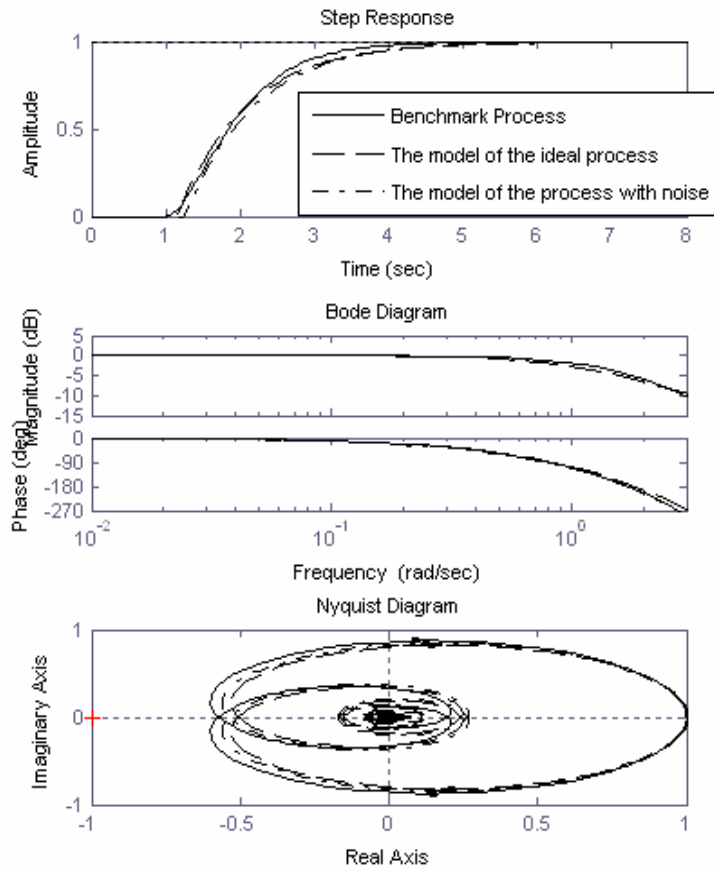 Step Response
1
0.5
0
Amplitude
Benchmark Process
The model of the ideal process
The model of the process with noise
0 1 2 3 4 5 6 7 8
Time (sec)
Bode Diagram
Magnitude (dB)
5
0
-5
-10
-15
Phase (deg)
0
-90
-180
-270
10^-2 10^-1 10^0
Frequency (rad/sec)
Nyquist Diagram
Imaginary Axis
1
0
-1
-1 -0.5 0 0.5 1
Real Axis